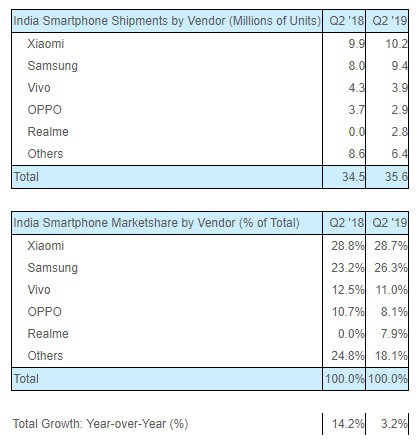 India Smartphone Shipments by Vendor (Millions of Units) Q2 '18 Q2 '19
Xiaomi 9.9 10.2
Samsung 8.0 9.4
Vivo 4.3 3.9
OPPO 3.7 2.9
Realme 0.0 2.8
Others 8.6 6.4
Total 34.5 35.6
India Smartphone Marketshare by Vendor (% of Total) Q2 '18 Q2 '19
Xiaomi 28.8% 28.7%
Samsung 23.2% 26.3%
Vivo 12.5% 11.0%
OPPO 10.7% 8.1%
Realme 0.0% 7.9%
Others 24.8% 18.1%
Total 100.0% 100.0%
Total Growth: Year-over-Year (%) 14.2% 3.2%